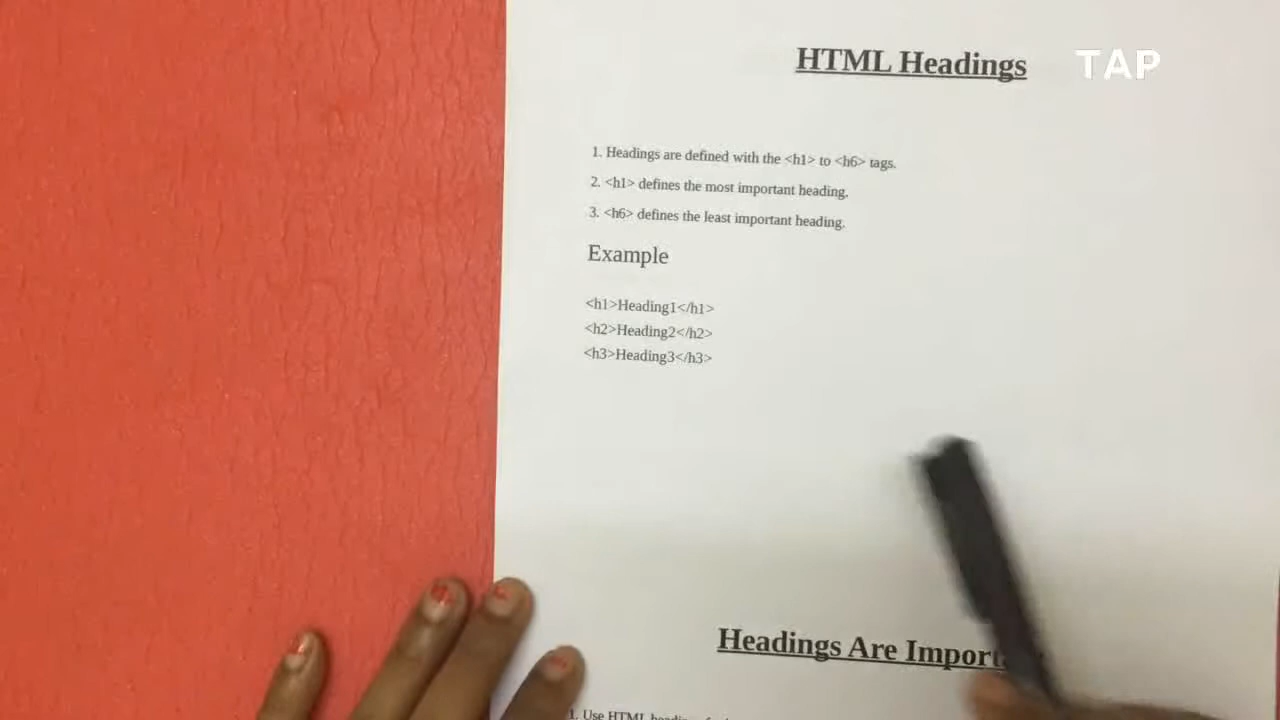 HTML Headings
TAP
1. Headings are defined with the <h1> to <h6> tags.
2. <h1> defines the most important heading.
3. <h6> defines the least important heading.
Example
<h1>Heading1</h1>
<h2>Heading2</h2>
<h3>Heading3</h3>
Headings Are
1. Use HTML